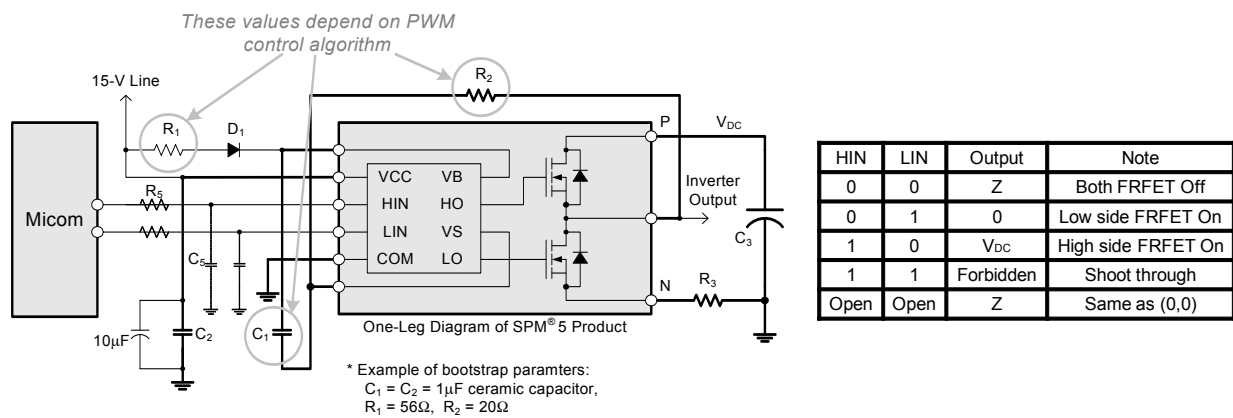 These values depend on PWM
control algorithm
15-V Line
R1
D1
R2
P
VDC
Micom
R5
C5
10μF
C2
C1
VCC
VB
HIN
HO
LIN
VS
COM
LO
Inverter
Output
C3
N
R3
One-Leg Diagram of SPM® 5 Product
* Example of bootstrap paramters:
C1 = C2 = 1μF ceramic capacitor,
R1 = 56Ω, R2 = 20Ω
HIN LIN Output Note
0 0 Z Both FRFET Off
0 1 0 Low side FRFET On
1 0 VDC High side FRFET On
1 1 Forbidden Shoot through
Open Open Z Same as (0,0)